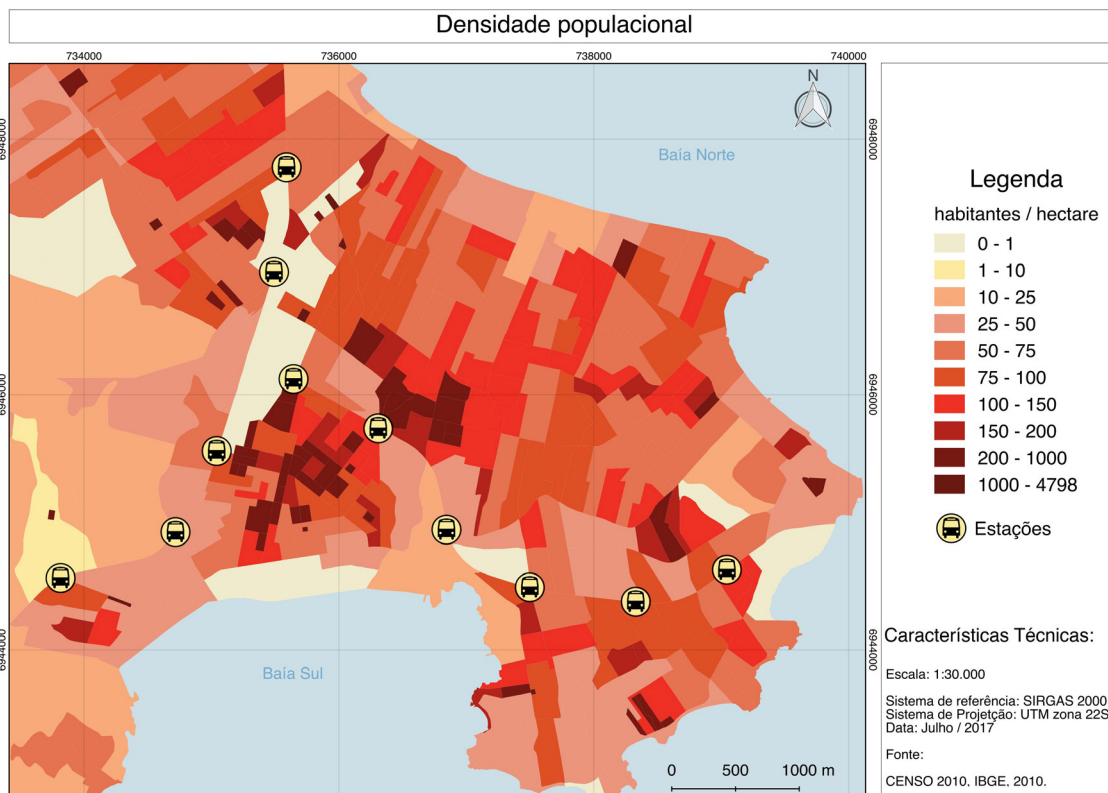 Densidade populacional
734000
736000
738000
740000
6948000
6948000
N
Baía Norte
6946000
6946000
6944000
6944000
Baía Sul
0 500 1000 m
Legenda
habitantes / hectare
0 - 1
1 - 10
10 - 25
25 - 50
50 - 75
75 - 100
100 - 150
150 - 200
200 - 1000
1000 - 4798
Estações
Características Técnicas:
Escala: 1:30.000
Sistema de referência: SIRGAS 2000
Sistema de Projetção: UTM zona 22S
Data: Julho / 2017
Fonte:
CENSO 2010, IBGE, 2010.